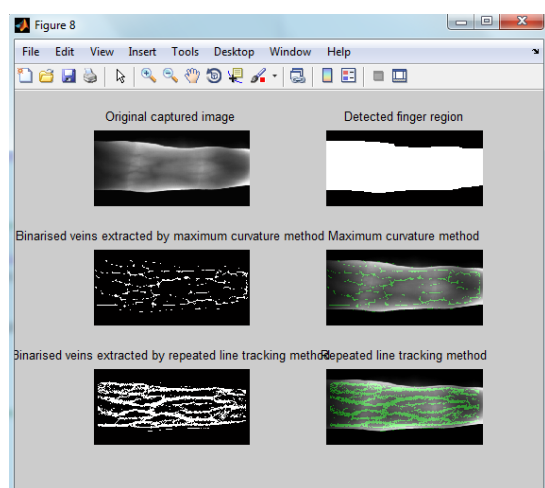 Figure 8
File Edit View Insert Tools Desktop Window Help
Original captured image
Detected finger region
Binarised veins extracted by maximum curvature method
Maximum curvature method
Binarised veins extracted by repeated line tracking method
Repeated line tracking method